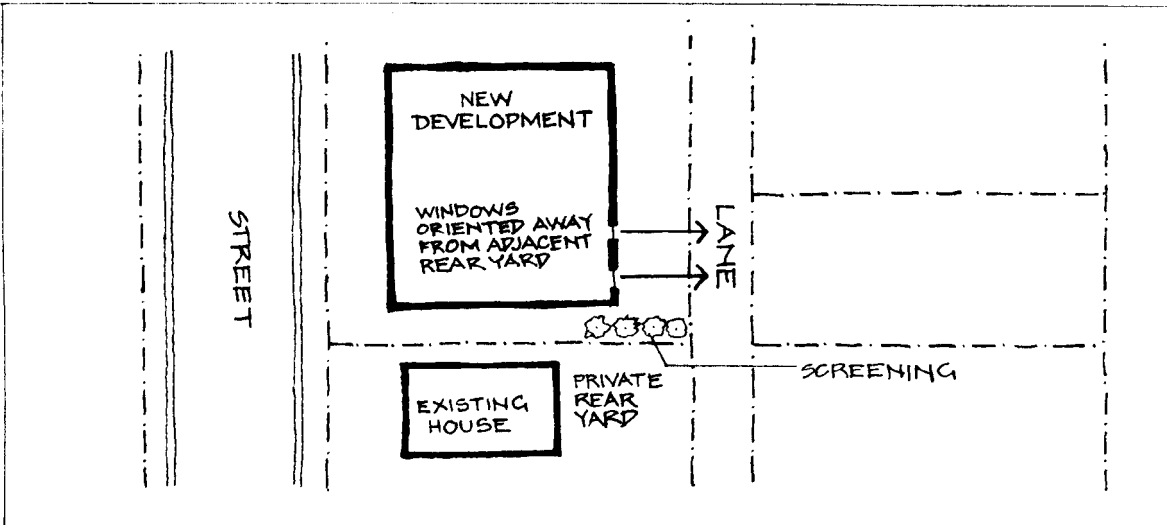 NEW
DEVELOPMENT
WINDOWS
ORIENTED AWAY
FROM ADJACENT
REAR YARD
STREET
LANE
SCREENING
PRIVATE
REAR
YARD
EXISTING
HOUSE